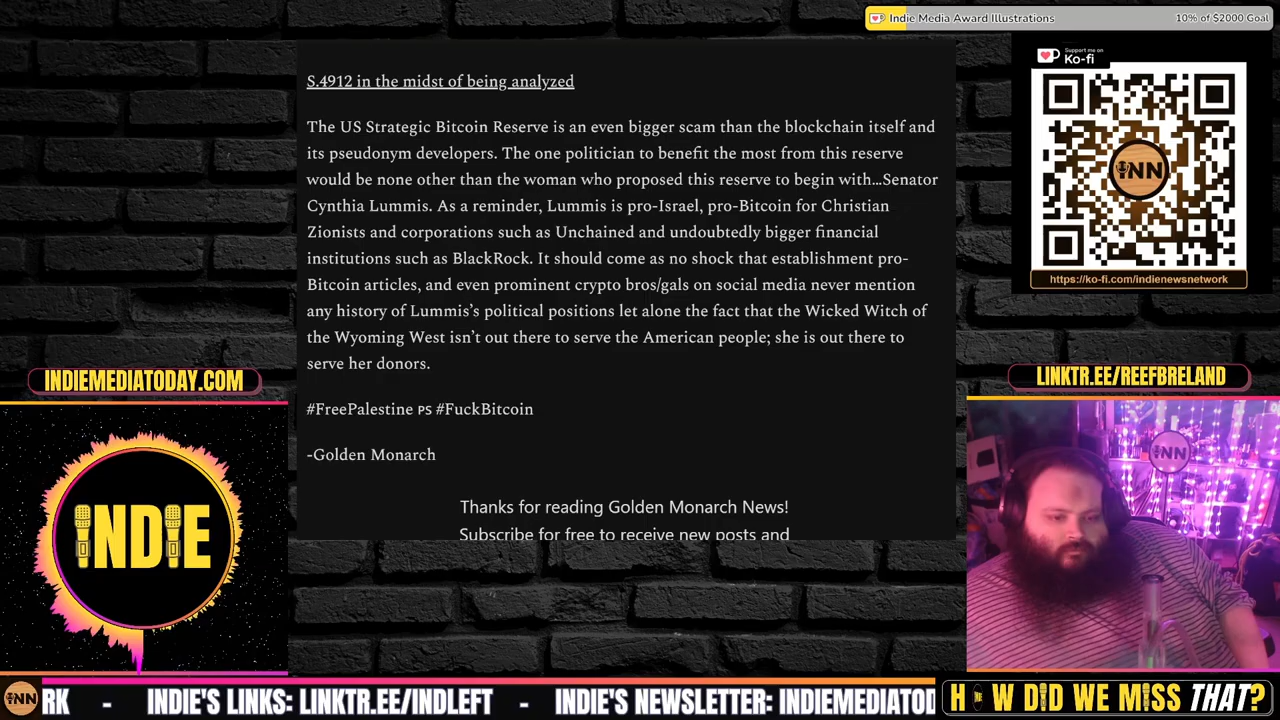 Indie Media Award Illustrations
10% of $2000 Goal
S.4912 in the midst of being analyzed
The US Strategic Bitcoin Reserve is an even bigger scam than the blockchain itself and
its pseudonym developers. The one politician to benefit the most from this reserve
would be none other than the woman who proposed this reserve to begin with…Senator
Cynthia Lummis. As a reminder, Lummis is pro-Israel, pro-Bitcoin for Christian
Zionists and corporations such as Unchained and undoubtedly bigger financial
institutions such as BlackRock. It should come as no shock that establishment pro-
Bitcoin articles, and even prominent crypto bros/gals on social media never mention
any history of Lummis’s political positions let alone the fact that the Wicked Witch of
the Wyoming West isn’t out there to serve the American people; she is out there to
serve her donors.
#FreePalestine 🇵🇸 #FuckBitcoin
-Golden Monarch
Thanks for reading Golden Monarch News!
Subscribe for free to receive new posts and
Support me on
Ko-fi
INN
https://ko-fi.com/indienewsnetwork
INDIEMEDIATODAY.COM
LINKTR.EE/REEFBRELAND
INDIE
INN
INN
RK - INDIE'S LINKS: LINKTR.EE/INDLEFT - INDIE'S NEWSLETTER: INDIEMEDIATOD
HOW DID WE MISS THAT?